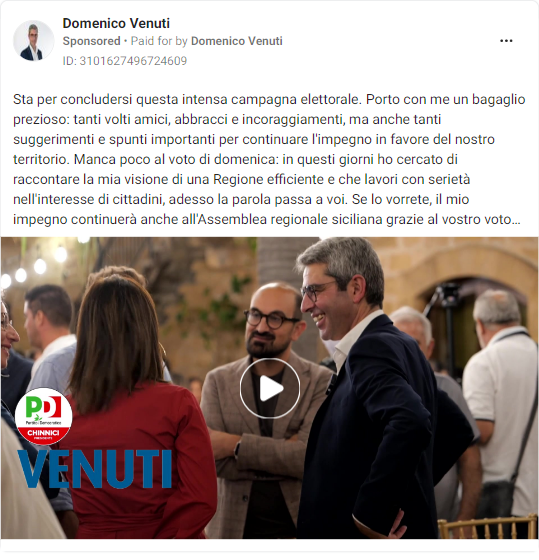 Domenico Venuti
Sponsored • Paid for by Domenico Venuti
ID: 3101627496724609
Sta per concludersi questa intensa campagna elettorale. Porto con me un bagaglio
prezioso: tanti volti amici, abbracci e incoraggiamenti, ma anche tanti
suggerimenti e spunti importanti per continuare l'impegno in favore del nostro
territorio. Manca poco al voto di domenica: in questi giorni ho cercato di
raccontare la mia visione di una Regione efficiente e che lavori con serietà
nell'interesse di cittadini, adesso la parola passa a voi. Se lo vorrete, il mio
impegno continuerà anche all'Assemblea regionale siciliana grazie al vostro voto...
PD
Partito Democratico
CHINNICI
PRESIDENTE
VENUTI